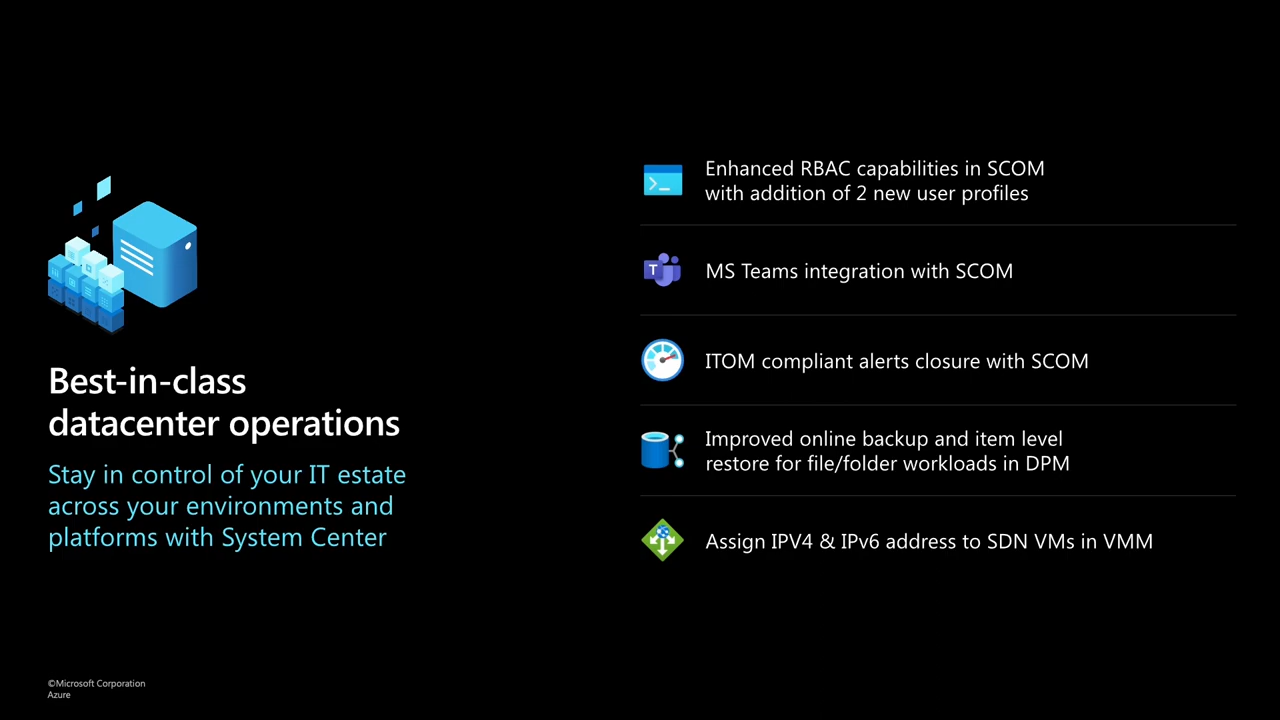 Best-in-class
datacenter operations
Stay in control of your IT estate
across your environments and
platforms with System Center
Enhanced RBAC capabilities in SCOM
with addition of 2 new user profiles
T
MS Teams integration with SCOM
ITOM compliant alerts closure with SCOM
Improved online backup and item level
restore for file/folder workloads in DPM
Assign IPV4 & IPv6 address to SDN VMs in VMM
©Microsoft Corporation
Azure